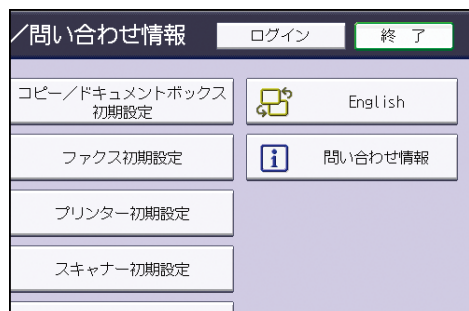 ／問い合わせ情報
ログイン
終 了
コピー／ドキュメントボックス
初期設定
English
ファクス初期設定
問い合わせ情報
プリンター初期設定
スキャナー初期設定